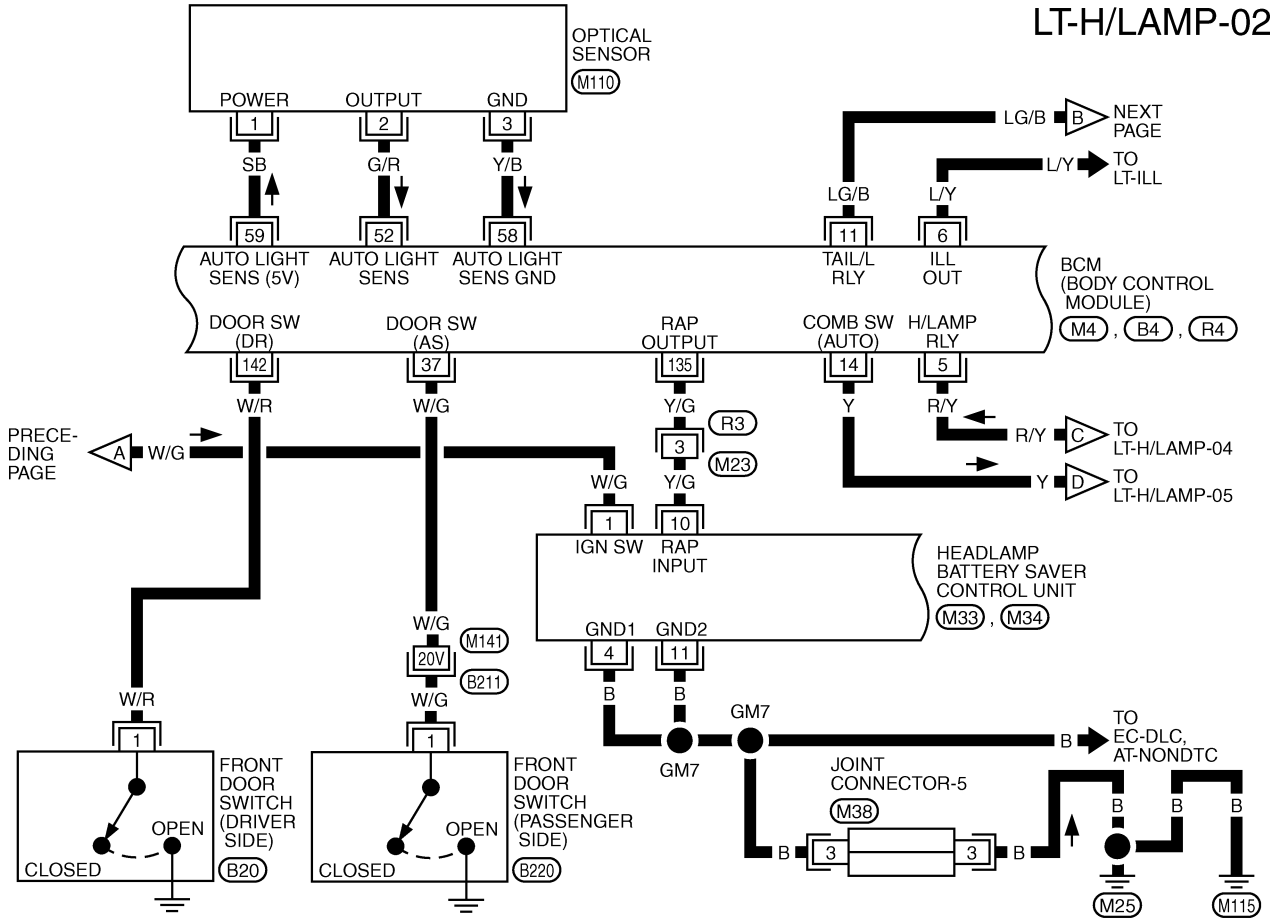 LT-H/LAMP-02
OPTICAL
SENSOR
M110
POWER
OUTPUT
GND
1
2
3
SB
G/R
Y/B
LG/B
B
NEXT
PAGE
L/Y
TO
LT-ILL
LG/B
L/Y
59
52
58
11
6
AUTO LIGHT
SENS (5V)
AUTO LIGHT
SENS
AUTO LIGHT
SENS GND
TAIL/L
RLY
ILL
OUT
BCM
(BODY CONTROL
MODULE)
M4 , B4 , R4
DOOR SW
(DR)
DOOR SW
(AS)
RAP
OUTPUT
COMB SW
(AUTO)
H/LAMP
RLY
142
37
135
14
5
W/R
W/G
Y/G
Y
R/Y
R3
3
M23
Y/G
PRECE-
DING
PAGE
A
W/G
W/G
R/Y
C
TO
LT-H/LAMP-04
Y
D
TO
LT-H/LAMP-05
1
10
IGN SW
RAP
INPUT
HEADLAMP
BATTERY SAVER
CONTROL UNIT
M33 , M34
GND1
GND2
4
11
B
B
W/G
M141
20V
B211
W/G
W/R
GM7
GM7
B
TO
EC-DLC,
AT-NONDTC
1
FRONT
DOOR
SWITCH
(DRIVER
SIDE)
B20
OPEN
CLOSED
1
FRONT
DOOR
SWITCH
(PASSENGER
SIDE)
B220
OPEN
CLOSED
JOINT
CONNECTOR-5
M38
B
3
3
B
B
B
B
M25
M115